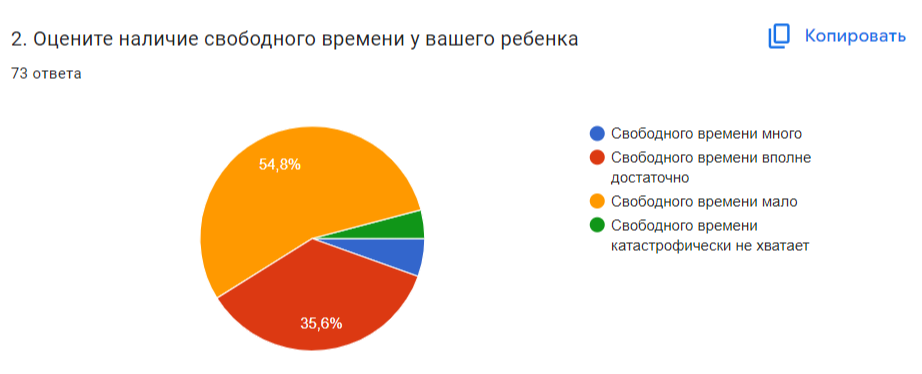 2. Оцените наличие свободного времени у вашего ребенка
Копировать
73 ответа
54,8%
35,6%
Свободного времени много
Свободного времени вполне
достаточно
Свободного времени мало
Свободного времени
катастрофически не хватает